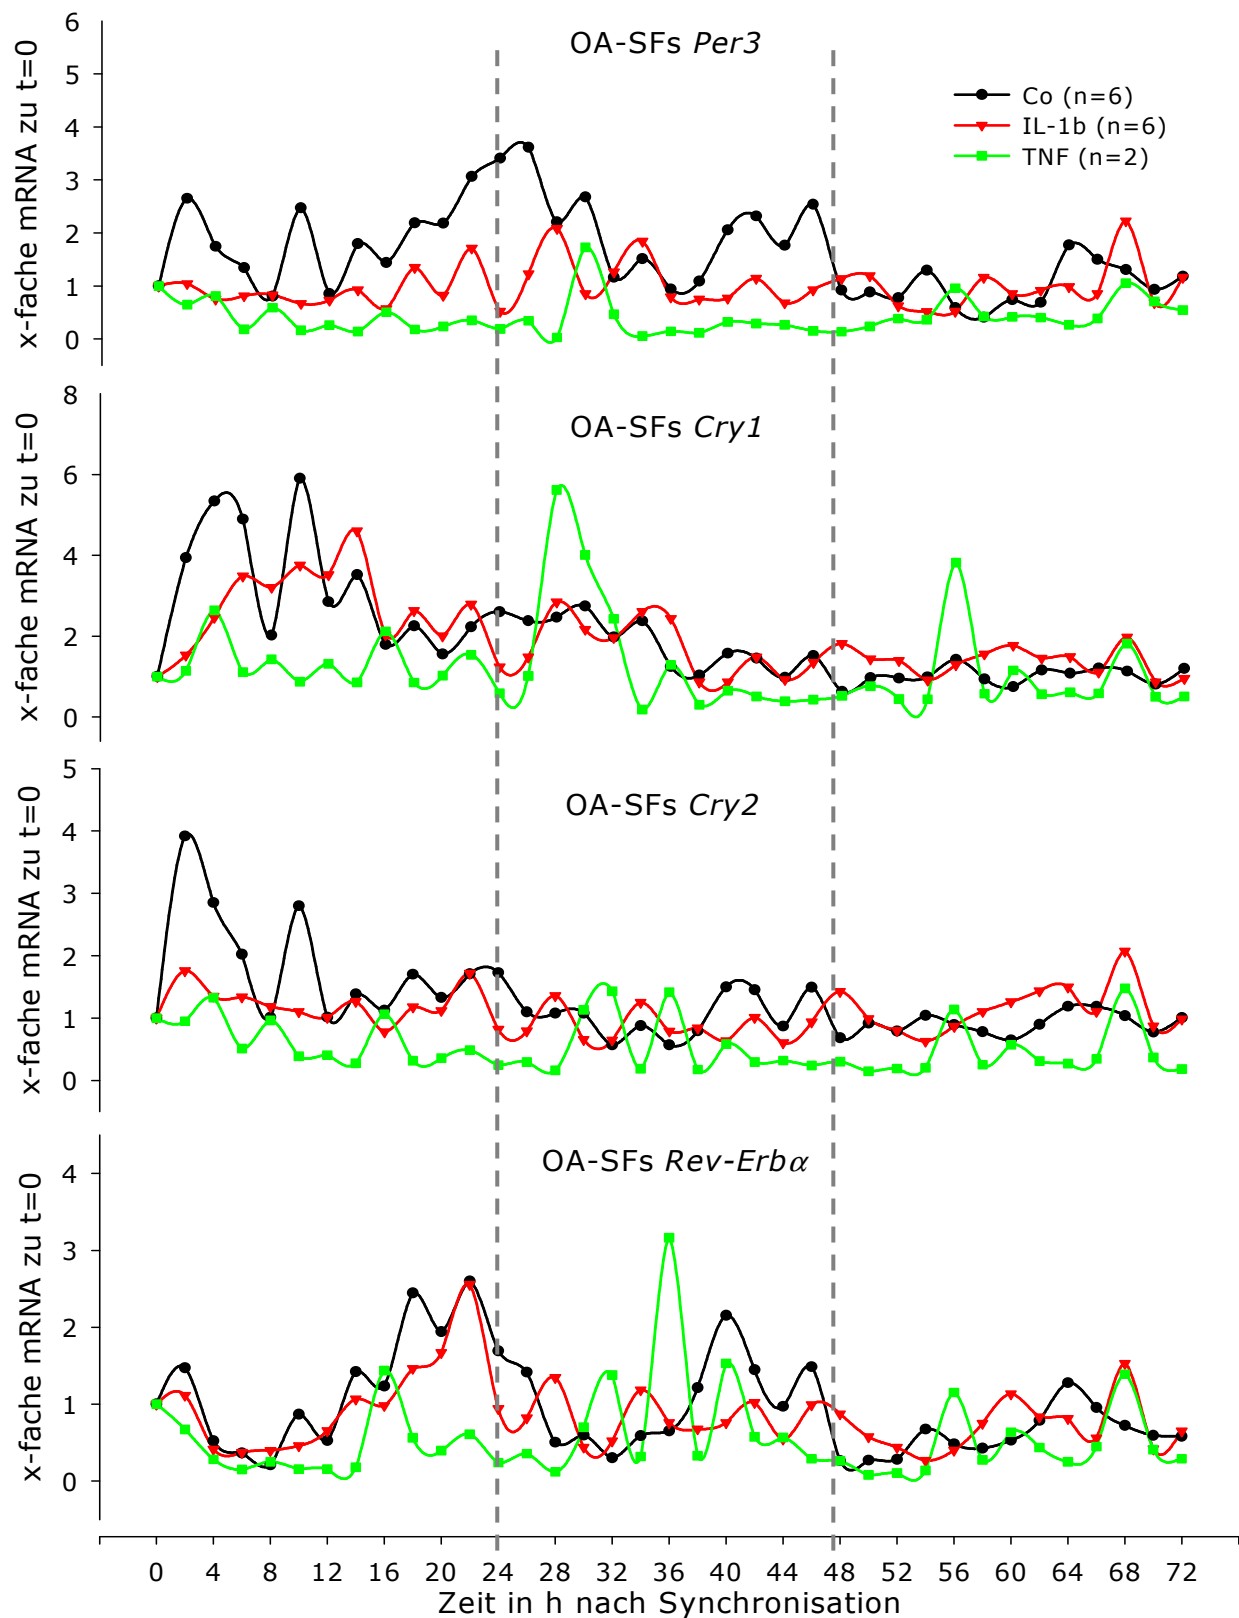 OA-SFs Per3
x-fache mRNA zu t=0
6
5
4
3
2
1
0
Co (n=6)
IL-1b (n=6)
TNF (n=2)
OA-SFs Cry1
x-fache mRNA zu t=0
8
6
4
2
0
OA-SFs Cry2
x-fache mRNA zu t=0
5
4
3
2
1
0
OA-SFs Rev-Erbα
x-fache mRNA zu t=0
4
3
2
1
0
0 4 8 12 16 20 24 28 32 36 40 44 48 52 56 60 64 68 72
Zeit in h nach Synchronisation